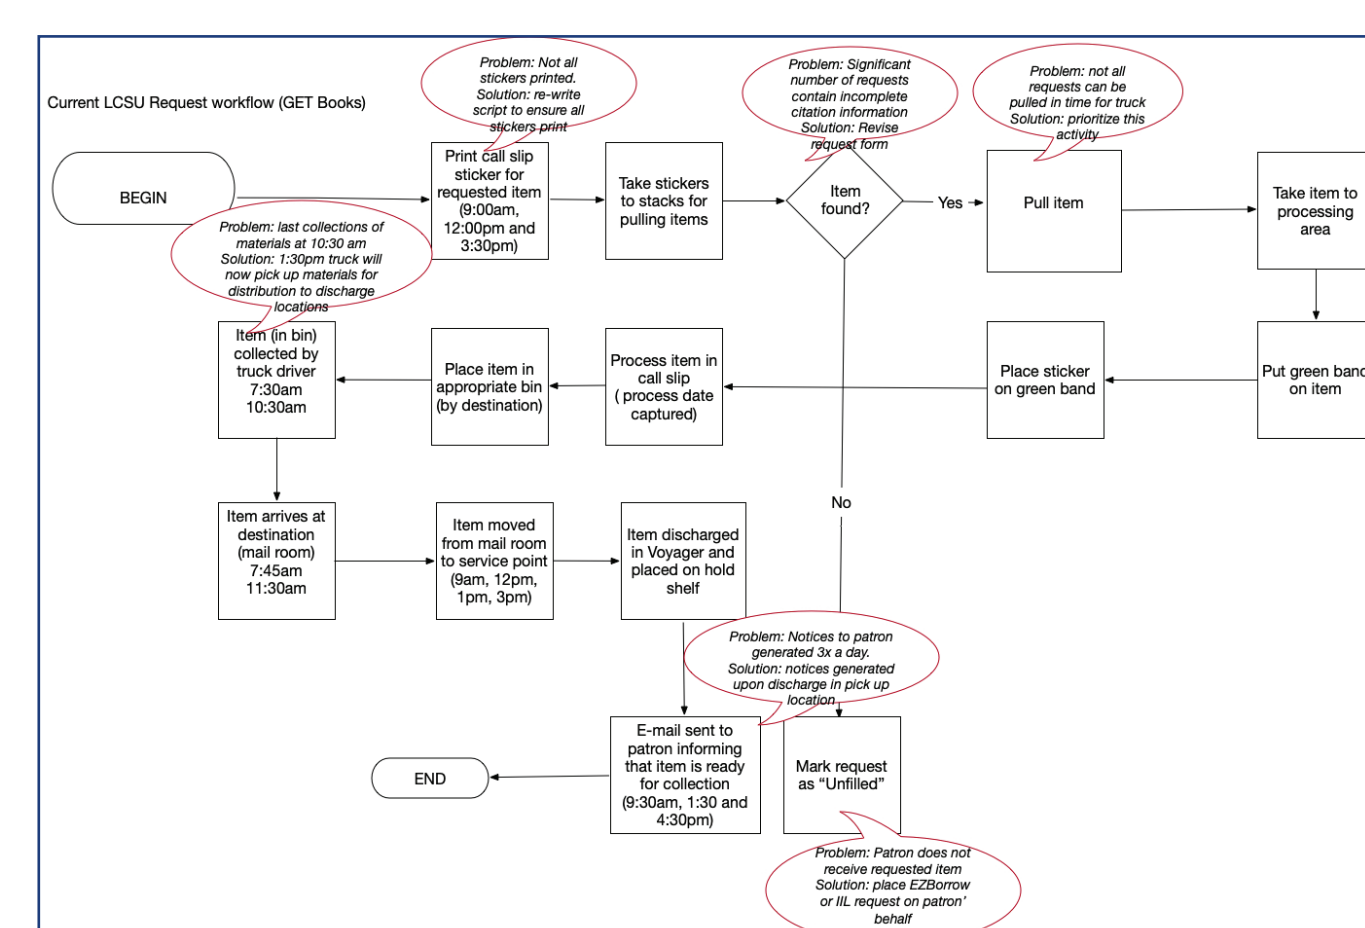 Current LCSU Request workflow (GET Books)
Problem: Not all
stickers printed.
Solution: re-write
script to ensure all
stickers print
Problem: Significant
number of requests
contain incomplete
citation information
Solution: Revise
request form
Problem: not all
requests can be
pulled in time for truck
Solution: prioritize this
activity
BEGIN
Print call slip
sticker for
requested item
(9:00am,
12:00pm and
3:30pm)
Take stickers
to stacks for
pulling items
Item
found?
Yes
Pull item
Take item to
processing
area
Problem: last collections of
materials at 10:30 am
Solution: 1:30pm truck will
now pick up materials for
distribution to discharge
locations
Item (in bin)
collected by
truck driver
7:30am
10:30am
Place item in
appropriate bin
(by destination)
Process item in
call slip
( process date
captured)
Place sticker
on green band
Put green band
on item
No
Item arrives at
destination
(mail room)
7:45am
11:30am
Item moved
from mail room
to service point
(9am, 12pm,
1pm, 3pm)
Item discharged
in Voyager and
placed on hold
shelf
Problem: Notices to patron
generated 3x a day.
Solution: notices generated
upon discharge in pick up
location
END
E-mail sent to
patron informing
that item is ready
for collection
(9:30am, 1:30 and
4:30pm)
Mark request
as “Unfilled”
Problem: Patron does not
receive requested item
Solution: place EZBorrow
or IIL request on patron’
behalf